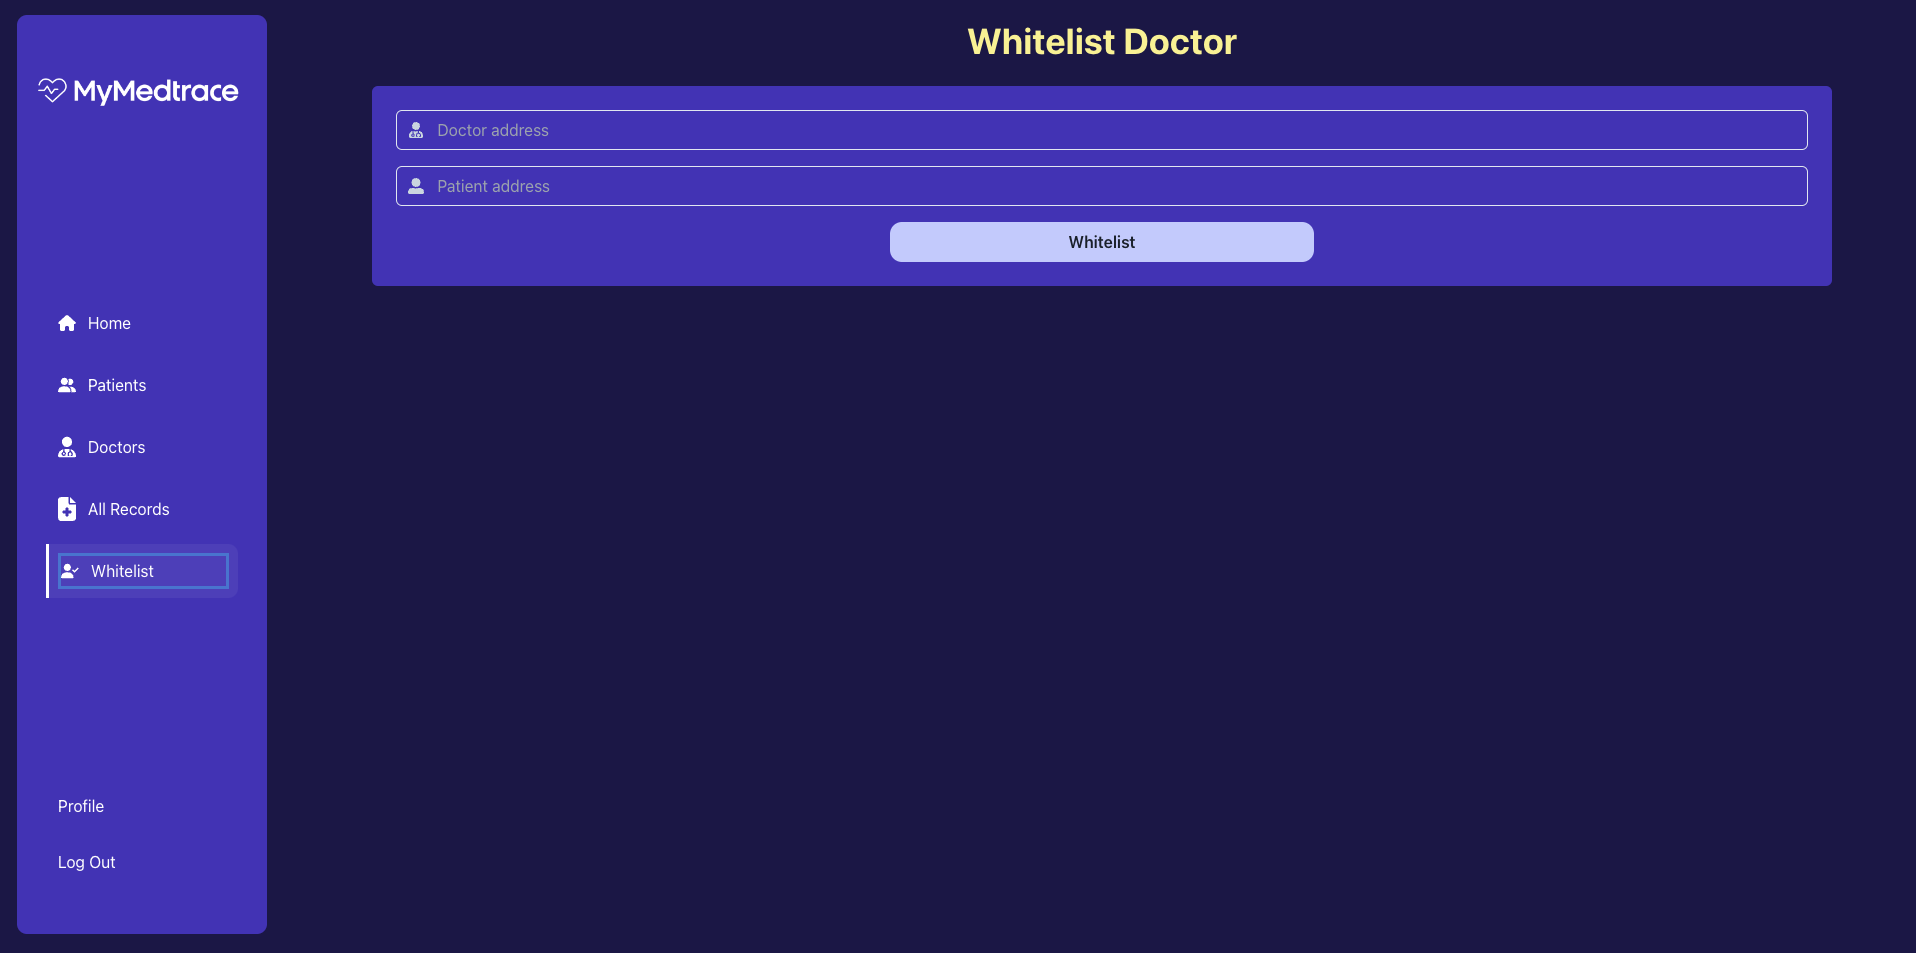 MyMedtrace
Home
Patients
Doctors
All Records
Whitelist
Profile
Log Out
Whitelist Doctor
Doctor address
Patient address
Whitelist